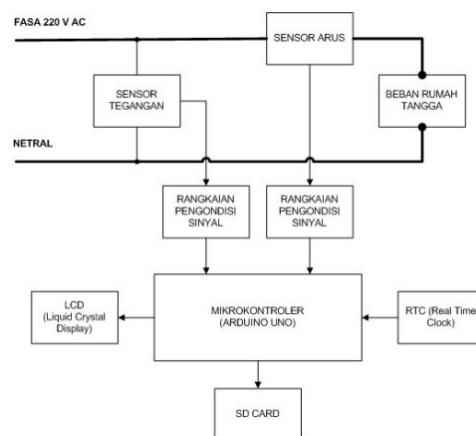 FASA 220 V AC
SENSOR ARUS
SENSOR
TEGANGAN
BEBAN RUMAH
TANGGA
NETRAL
RANGKAIAN
PENGONDISI
SINYAL
RANGKAIAN
PENGONDISI
SINYAL
LCD
(Liquid Crystal
Display)
MIKROKONTROLER
(ARDUINO UNO)
RTC (Real Time
Clock)
SD CARD